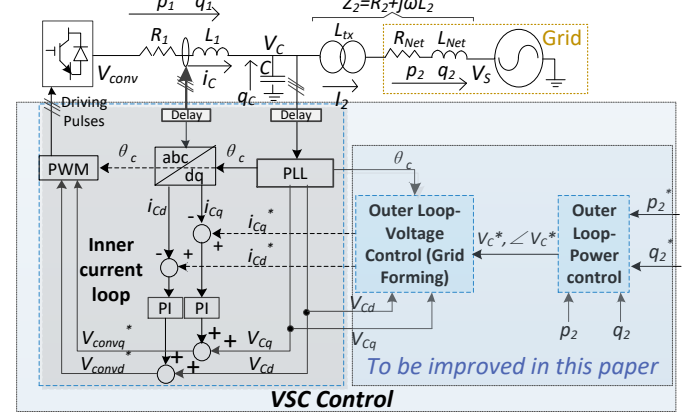 p1 q1
Z2=R2+jωL2
R1 L1 VC Ltx RNet LNet Grid
Vconv iC C p2 q2 VS
qC I2
Driving
Pulses
Delay Delay
θc θc θc
PWM abc
dq PLL
iCd iCq
Outer Loop-
Voltage
Control (Grid
Forming)
Outer
Loop-
Power
control
p2*
q2*
VC*,∠VC*
iCq*
iCd*
- +
- +
Inner
current
loop
PI PI
VCd
VCq
p2 q2
Vconvq* + + VCq
Vconvd* + + VCd
To be improved in this paper
VSC Control